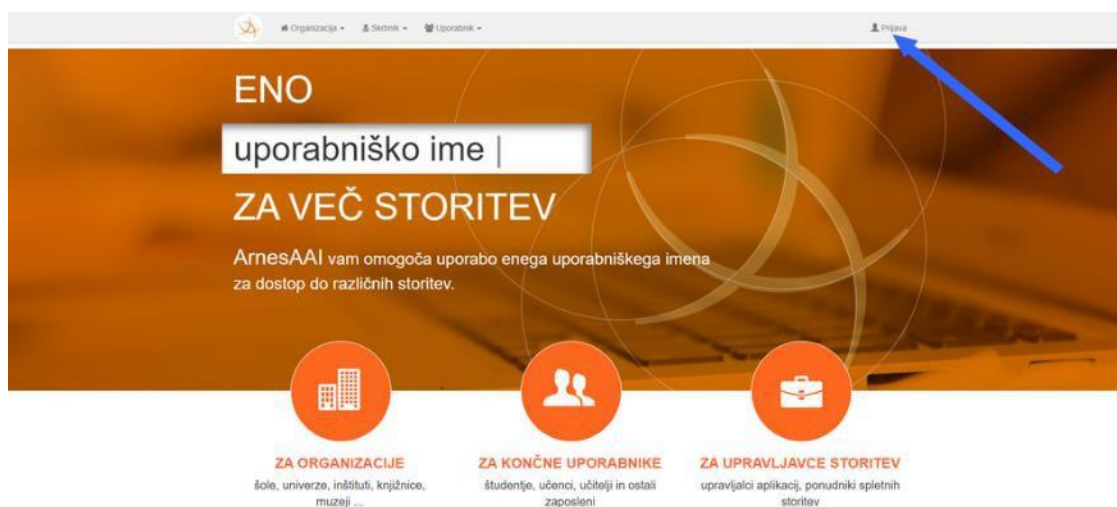 Organizacija Skrbnik Uporabnik Prijava
ENO
uporabniško ime
ZA VEČ STORITEV
ArnesAAI vam omogoča uporabo enega uporabniškega imena
za dostop do različnih storitev.
ZA ORGANIZACIJE
šole, univerze, inštituti, knjižnice,
muzeji ...
ZA KONČNE UPORABNIKE
študentje, učenci, učitelji in ostali
zaposleni
ZA UPRAVLJAVCE STORITEV
upravljalci aplikacij, ponudniki spletnih
storitev